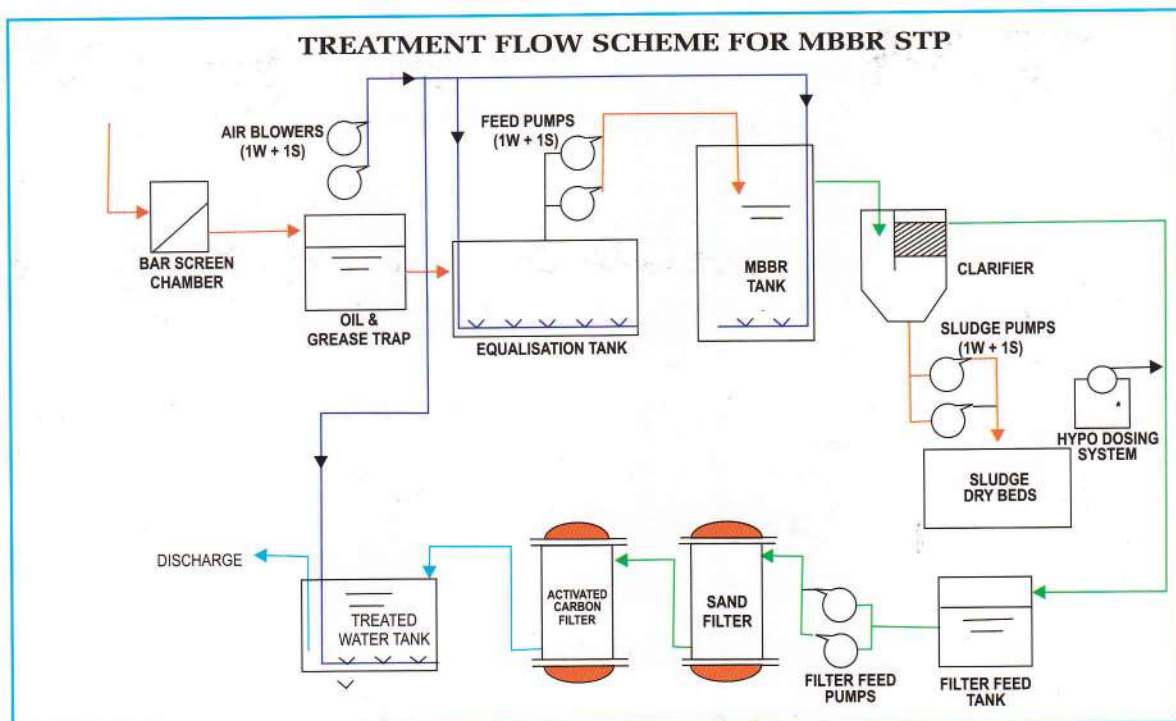 TREATMENT FLOW SCHEME FOR MBBR STP
AIR BLOWERS
(1W + 1S)
FEED PUMPS
(1W + 1S)
BAR SCREEN
CHAMBER
OIL &
GREASE TRAP
EQUALISATION TANK
MBBR
TANK
CLARIFIER
SLUDGE PUMPS
(1W + 1S)
HYPO DOSING
SYSTEM
SLUDGE
DRY BEDS
DISCHARGE
TREATED
WATER TANK
ACTIVATED
CARBON
FILTER
SAND
FILTER
FILTER FEED
PUMPS
FILTER FEED
TANK